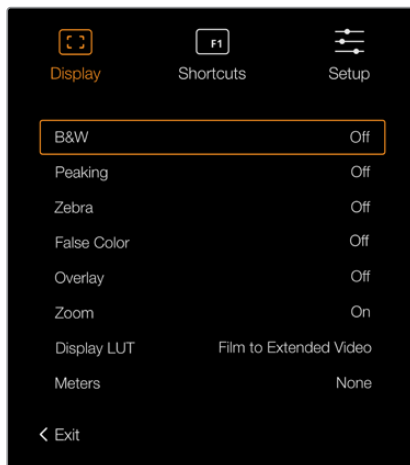 F1
Display Shortcuts Setup
B&W Off
Peaking Off
Zebra Off
False Color Off
Overlay Off
Zoom On
Display LUT Film to Extended Video
Meters None
Exit